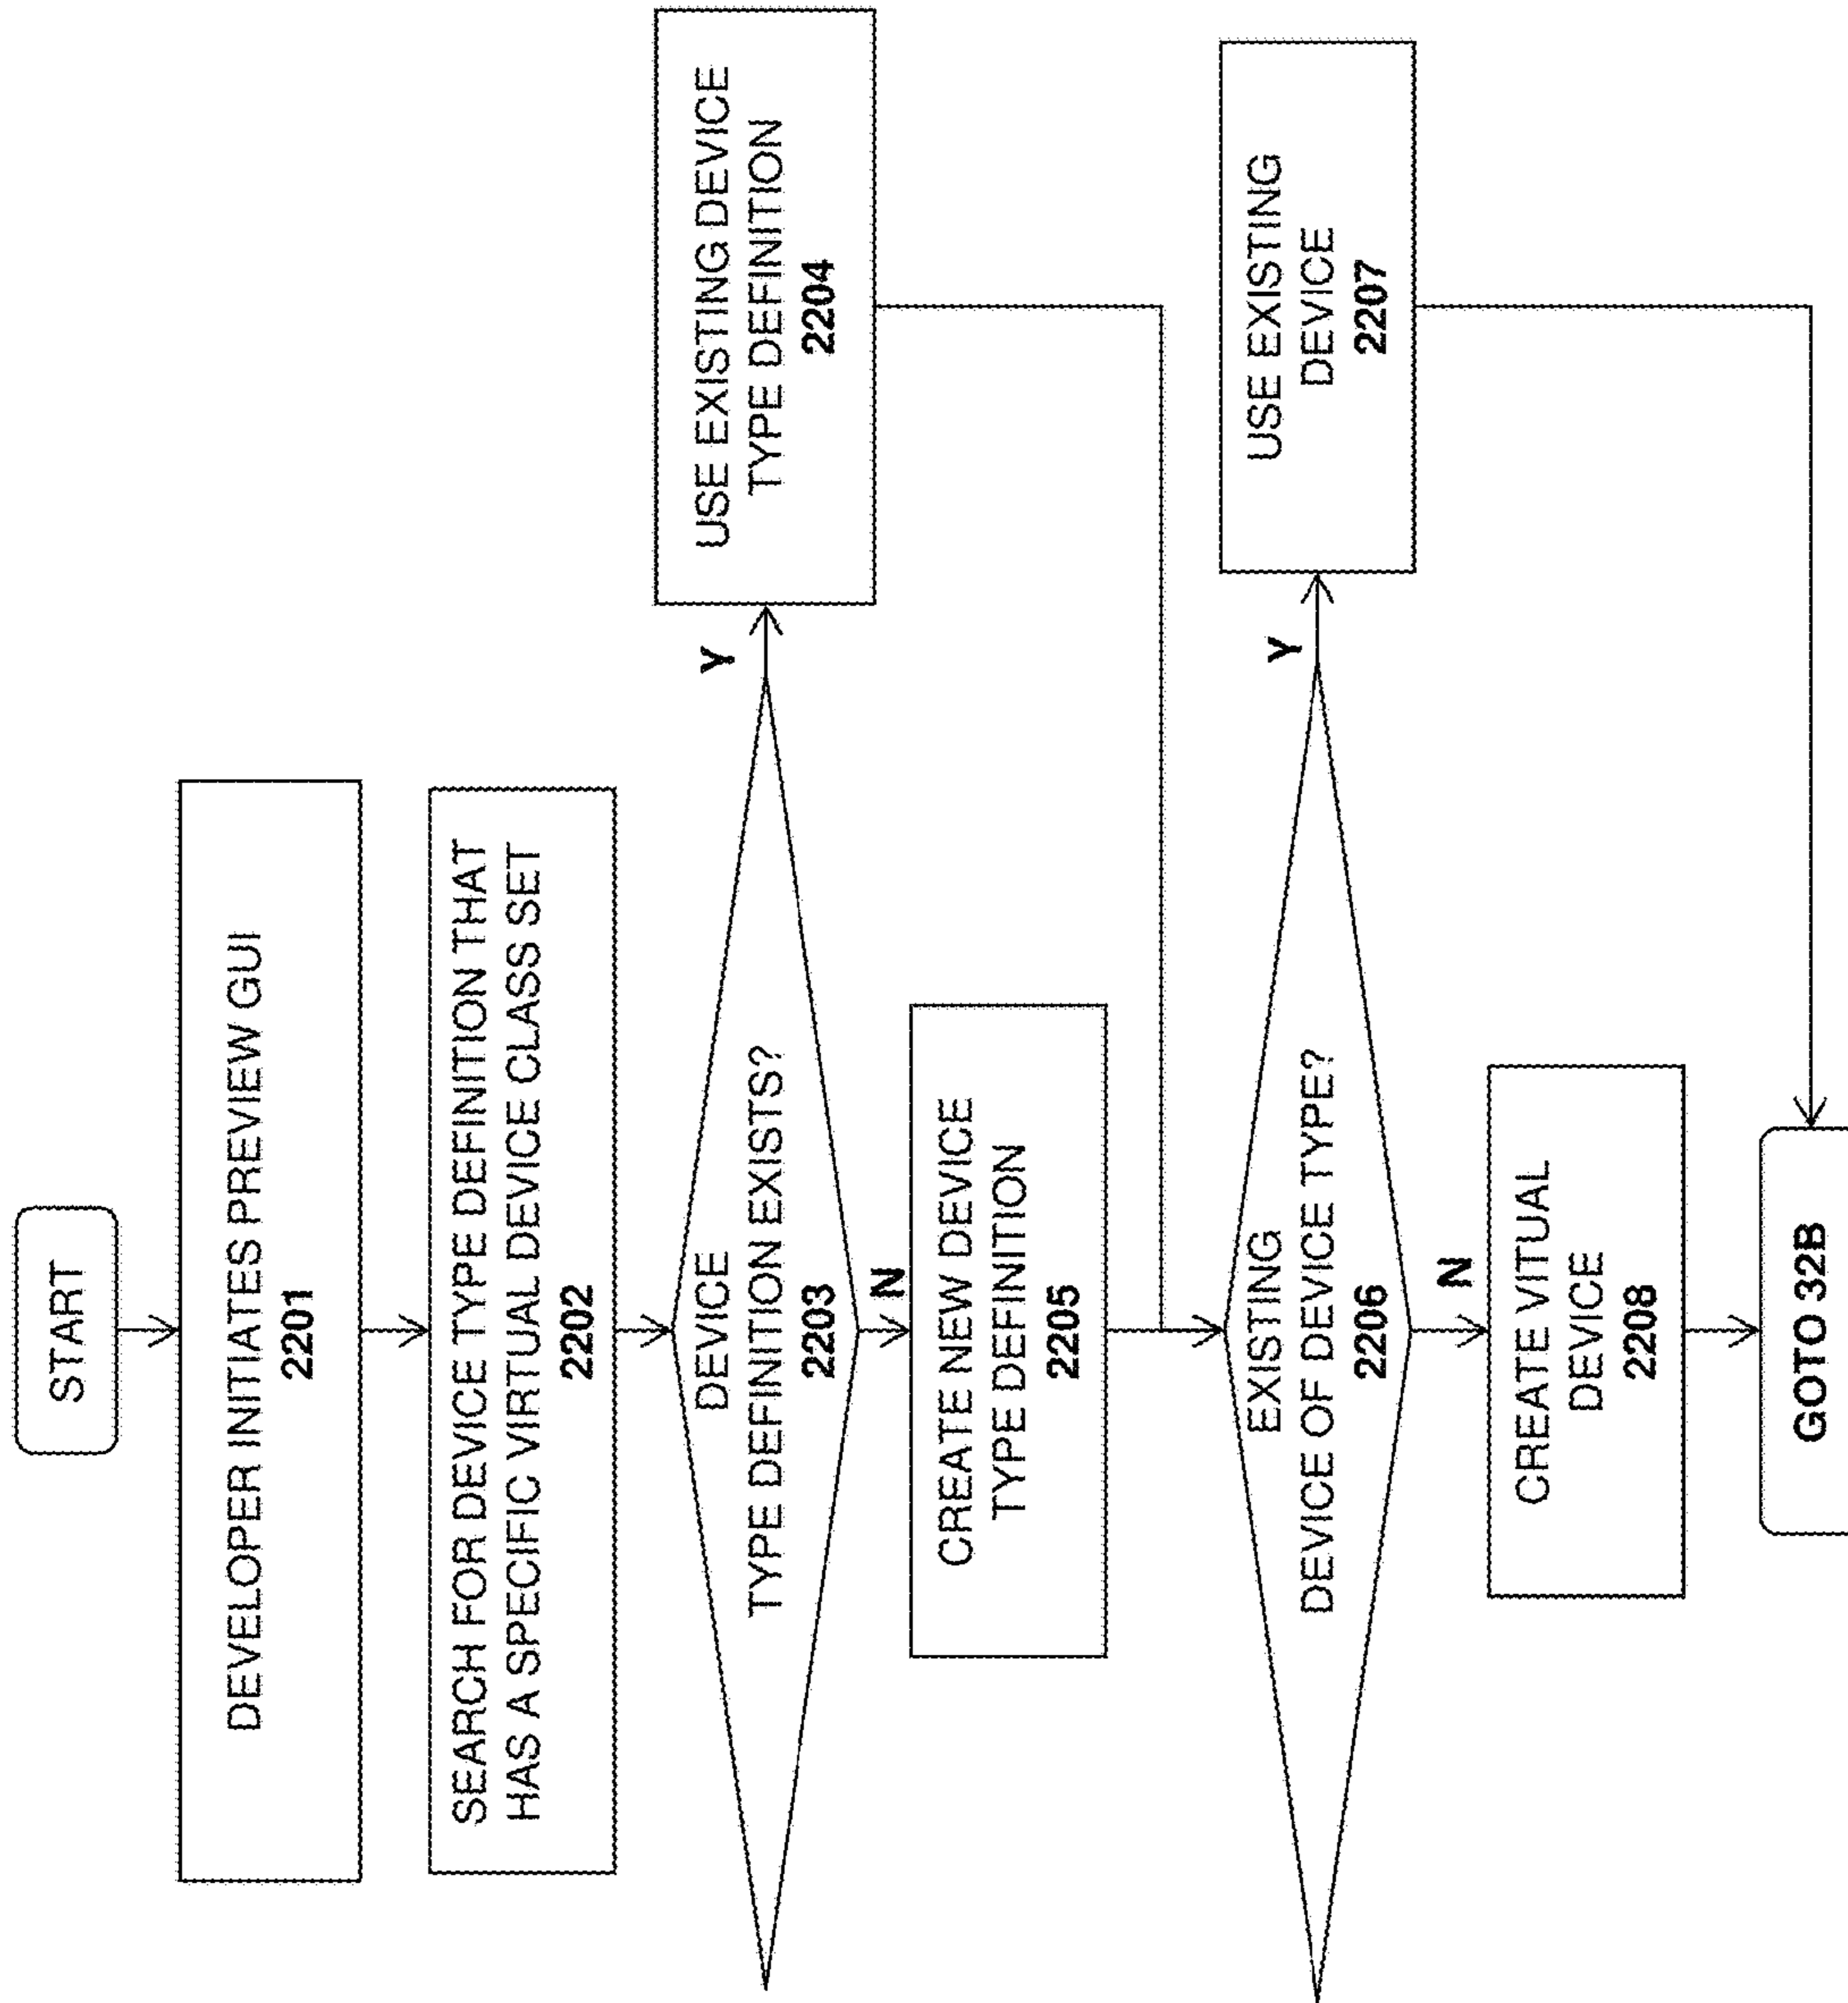 START
DEVELOPER INITIATES PREVIEW GUI
2201
SEARCH FOR DEVICE TYPE DEFINITION THAT
HAS A SPECIFIC VIRTUAL DEVICE CLASS SET
2202
DEVICE
TYPE DEFINITION EXISTS?
2203
Y
USE EXISTING DEVICE
TYPE DEFINITION
2204
N
CREATE NEW DEVICE
TYPE DEFINITION
2205
EXISTING
DEVICE OF DEVICE TYPE?
2206
Y
USE EXISTING
DEVICE
2207
N
CREATE VITUAL
DEVICE
2208
GOTO 32B